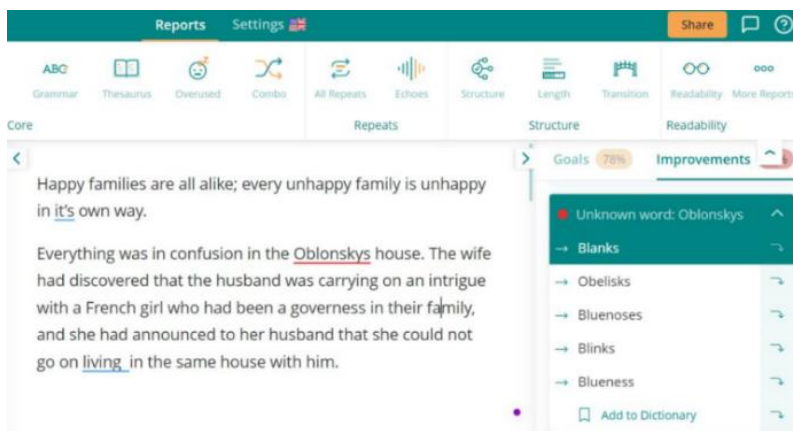 Reports Settings Share
ABC
Grammar Thesaurus Overused Combo All Repeats Echoes Structure Length Transition Readability More Reports
Core Repeats Structure Readability
Goals 78% Improvements
Happy families are all alike; every unhappy family is unhappy
in it's own way.
Everything was in confusion in the Oblonskys house. The wife
had discovered that the husband was carrying on an intrigue
with a French girl who had been a governess in their family,
and she had announced to her husband that she could not
go on living in the same house with him.
Unknown word: Oblonskys
Blanks
Obelisks
Bluenoses
Blinks
Blueness
Add to Dictionary